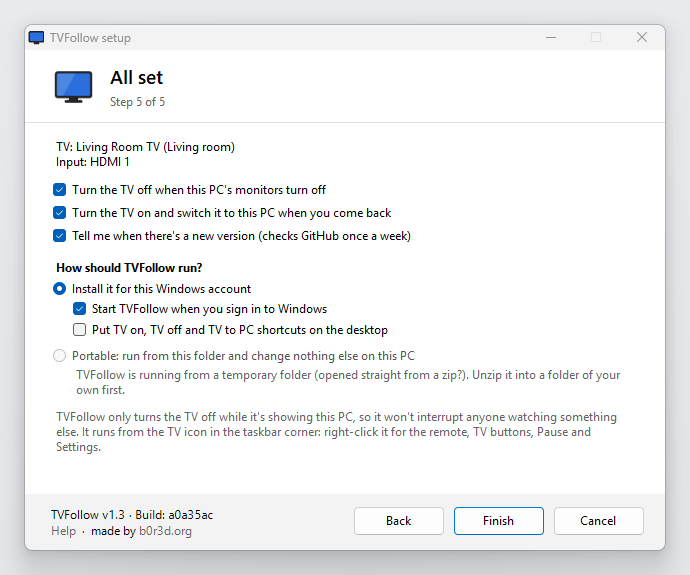 TVFollow setup
All set
Step 5 of 5
TV: Living Room TV (Living room)
Input: HDMI 1
Turn the TV off when this PC's monitors turn off
Turn the TV on and switch it to this PC when you come back
Tell me when there's a new version (checks GitHub once a week)
How should TVFollow run?
Install it for this Windows account
Start TVFollow when you sign in to Windows
Put TV on, TV off and TV to PC shortcuts on the desktop
Portable: run from this folder and change nothing else on this PC
TVFollow is running from a temporary folder (opened straight from a zip?). Unzip it into a folder of your
own first.
TVFollow only turns the TV off while it's showing this PC, so it won't interrupt anyone watching something
else. It runs from the TV icon in the taskbar corner: right-click it for the remote, TV buttons, Pause and
Settings.
TVFollow v1.3 · Build: a0a35ac
Help · made by b0r3d.org
Back
Finish
Cancel